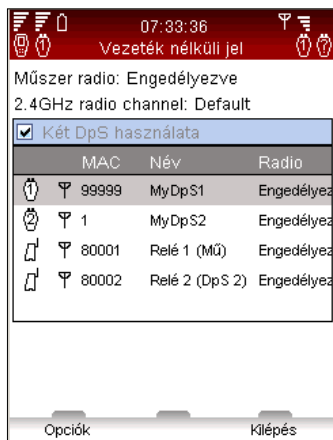 07:33:36
Vezeték nélküli jel
Műszer radio: Engedélyezve
2.4GHz radio channel: Default
Két DpS használata
MAC Név Radio
1 99999 MyDpS1 Engedélyez
2 1 MyDpS2 Engedélyez
80001 Relé 1 (Mű) Engedélyez
80002 Relé 2 (DpS 2) Engedélyez
Opciók Kilépés